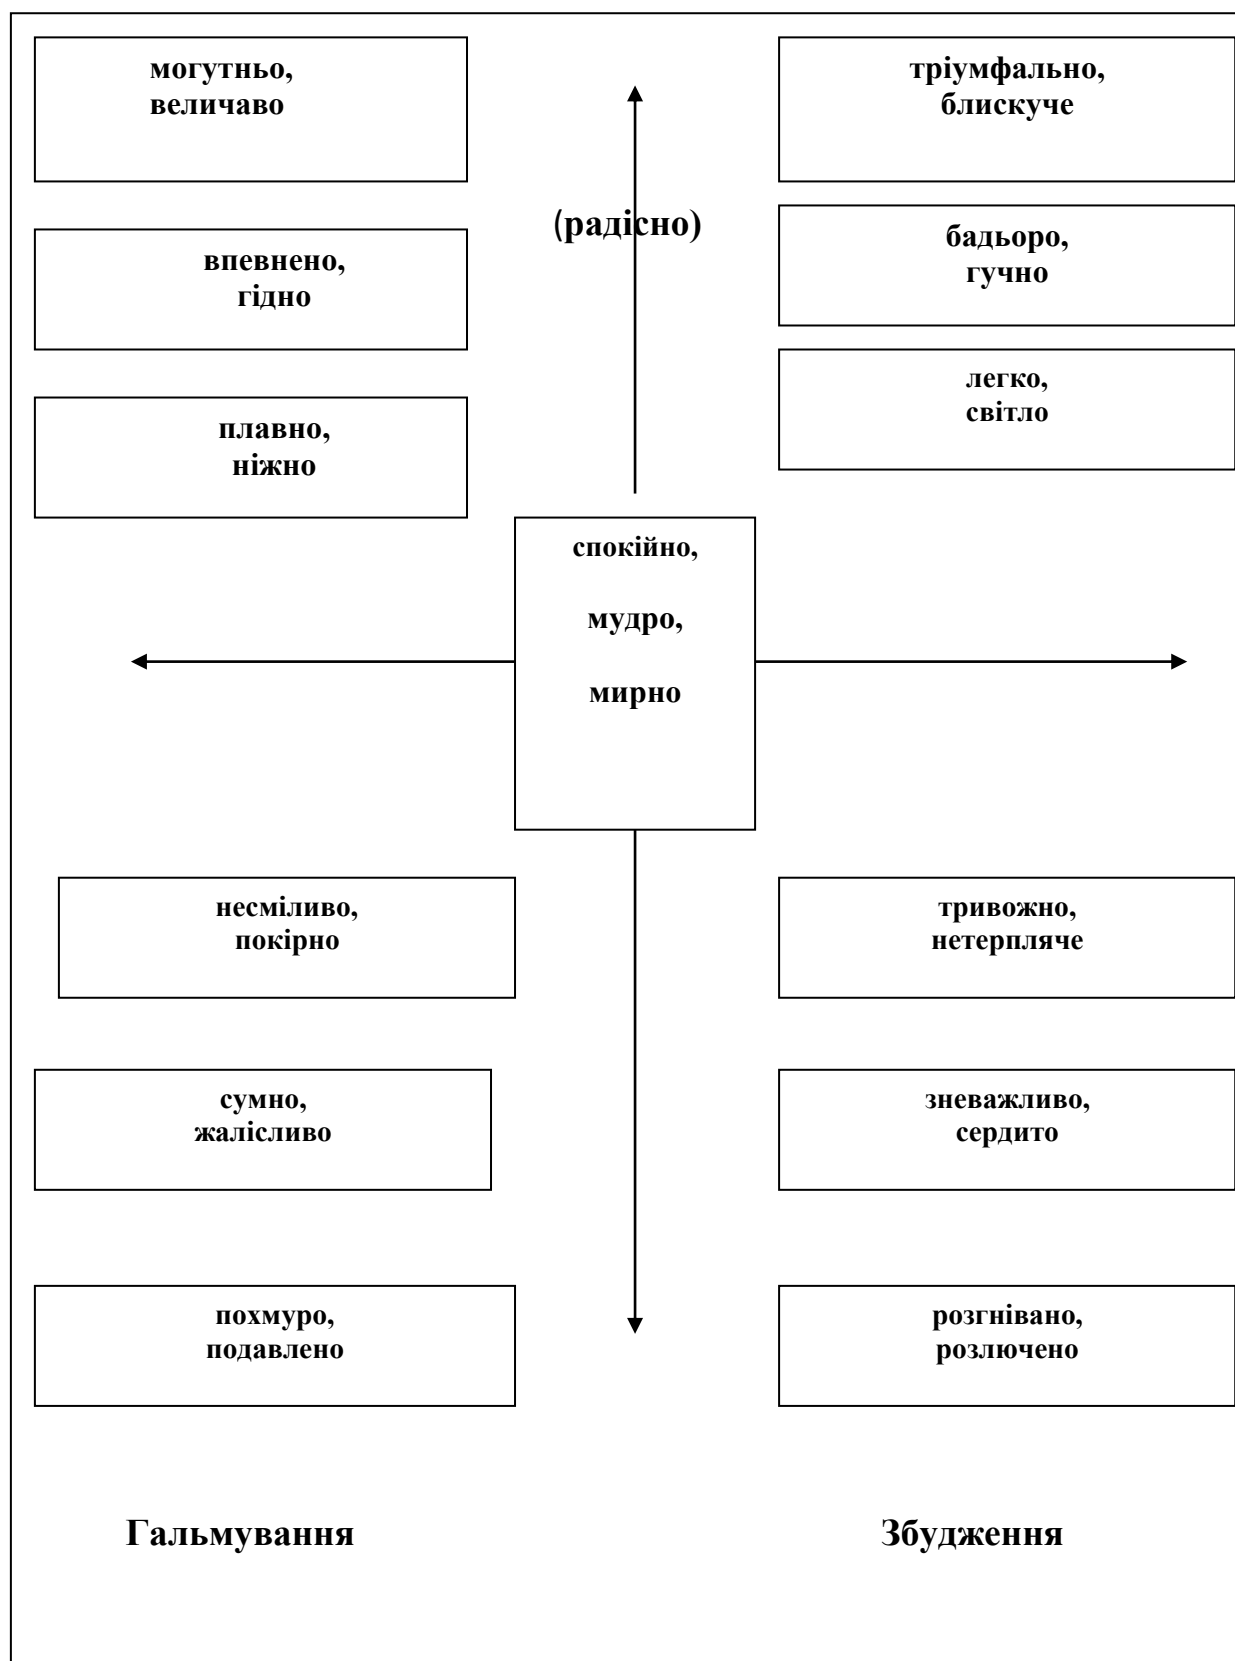 могутньо,
величаво
тріумфально,
блискуче
(радісно)
впевнено,
гідно
бадьоро,
гучно
плавно,
ніжно
легко,
світло
спокійно,
мудро,
мирно
несміливо,
покірно
тривожно,
нетерпляче
сумно,
жалісливо
зневажливо,
сердито
похмуро,
подавлено
розгнівано,
розлючено
Гальмування
Збудження